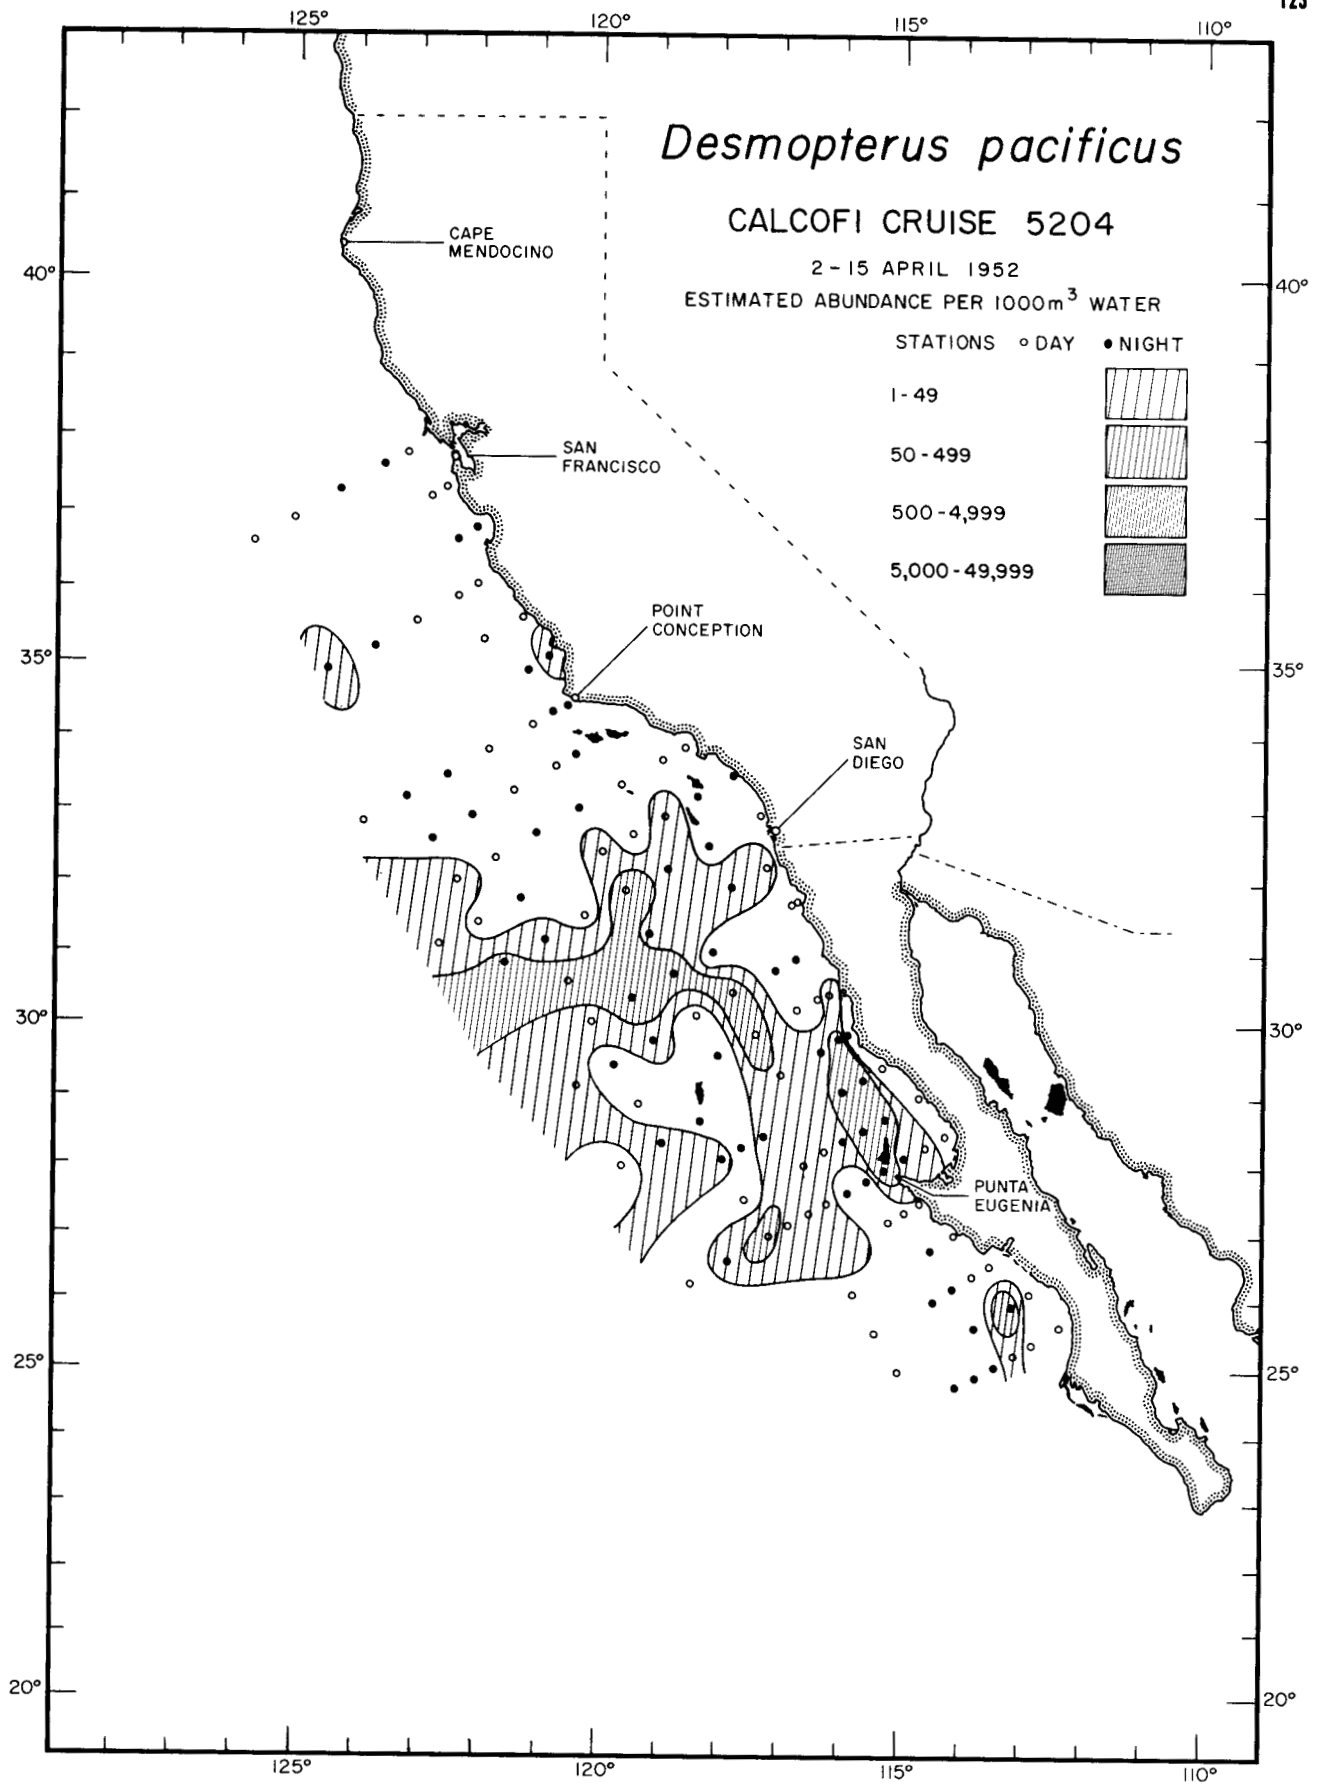 123
125° 120° 115° 110°
Desmopterus pacificus
CALCOFI CRUISE 5204
2-15 APRIL 1952
ESTIMATED ABUNDANCE PER 1000m³ WATER
STATIONS DAY NIGHT
1-49
50-499
500-4,999
5,000-49,999
CAPE
MENDOCINO
40° 40°
SAN
FRANCISCO
POINT
CONCEPTION
35° 35°
SAN
DIEGO
30° 30°
PUNTA
EUGENIA
25° 25°
20° 20°
125° 120° 115° 110°